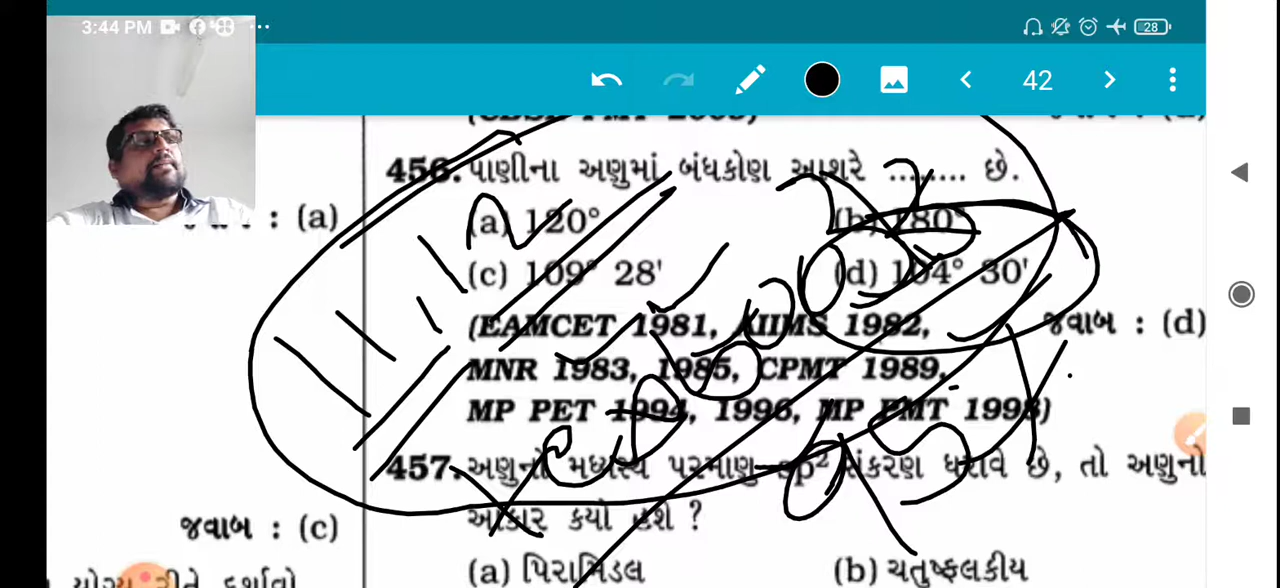 3:44 PM
28
42
: (a)
456. પાણીના અણુમાં બંધકોણ આશરે ........ છે.
(a) 120° (b) 180°
(c) 109° 28' (d) 104° 30'
(EAMCET 1981, AIIMS 1982, જવાબ : (d)
MNR 1983, 1985, CPMT 1989,
MP PET 1994, 1996, MP PMT 1998)
457. અણુનો મધ્યસ્થ પરમાણુ sp² સંકરણ ધરાવે છે, તો અણુનો
આકાર કયો હશે ?
જવાબ : (c)
(a) પિરામિડલ (b) ચતુષ્ફલકીય
યોગ્ય રીતે દર્શાવો